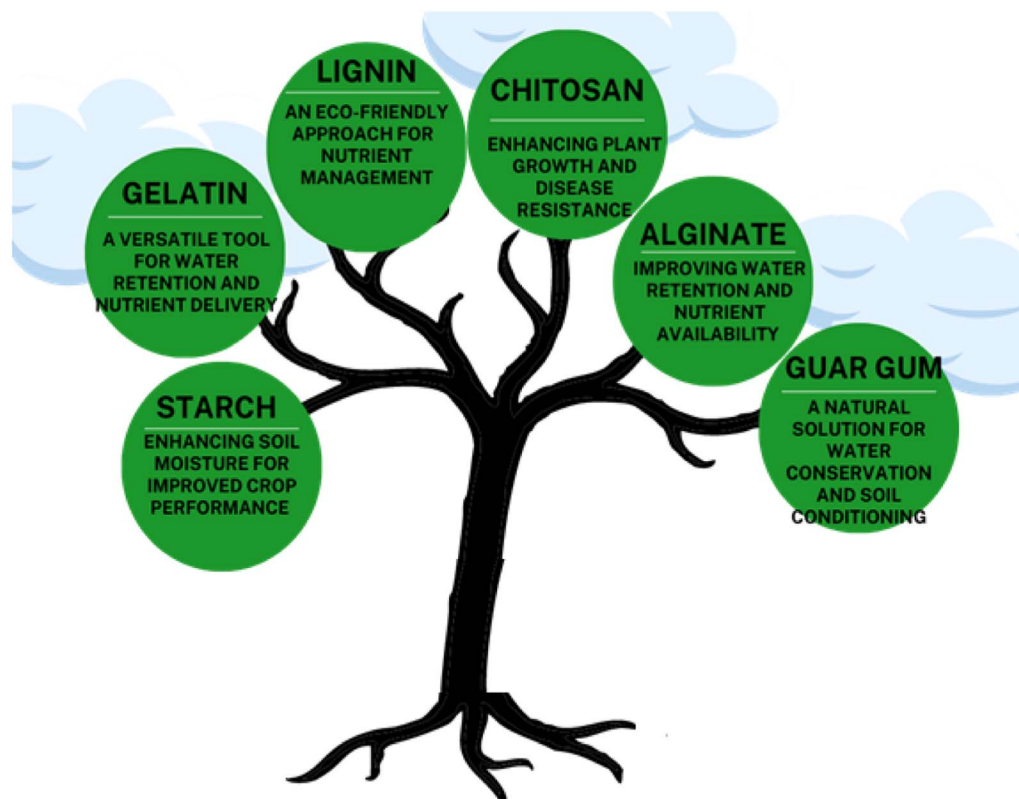 LIGNIN
AN ECO-FRIENDLY
APPROACH FOR
NUTRIENT
MANAGEMENT
CHITOSAN
ENHANCING PLANT
GROWTH AND
DISEASE
RESISTANCE
GELATIN
A VERSATILE TOOL
FOR WATER
RETENTION AND
NUTRIENT DELIVERY
ALGINATE
IMPROVING WATER
RETENTION AND
NUTRIENT
AVAILABILITY
STARCH
ENHANCING SOIL
MOISTURE FOR
IMPROVED CROP
PERFORMANCE
GUAR GUM
A NATURAL
SOLUTION FOR
WATER
CONSERVATION
AND SOIL
CONDITIONING